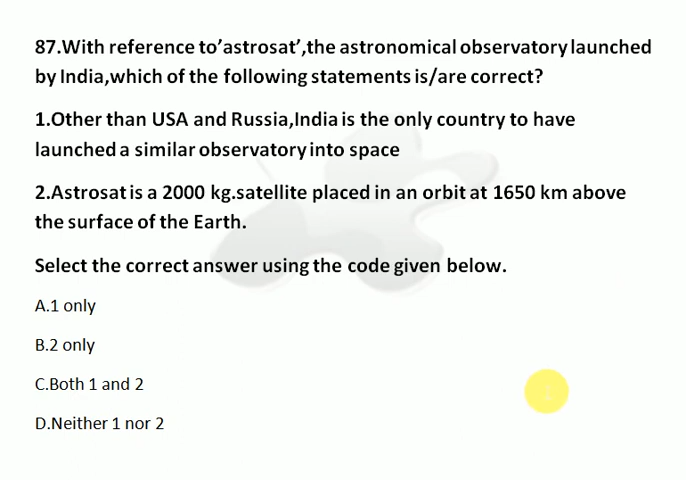 87.With reference to'astrosat',the astronomical observatory launched
by India,which of the following statements is/are correct?
1.Other than USA and Russia,India is the only country to have
launched a similar observatory into space
2.Astrosat is a 2000 kg.satellite placed in an orbit at 1650 km above
the surface of the Earth.
Select the correct answer using the code given below.
A.1 only
B.2 only
C.Both 1 and 2
D.Neither 1 nor 2